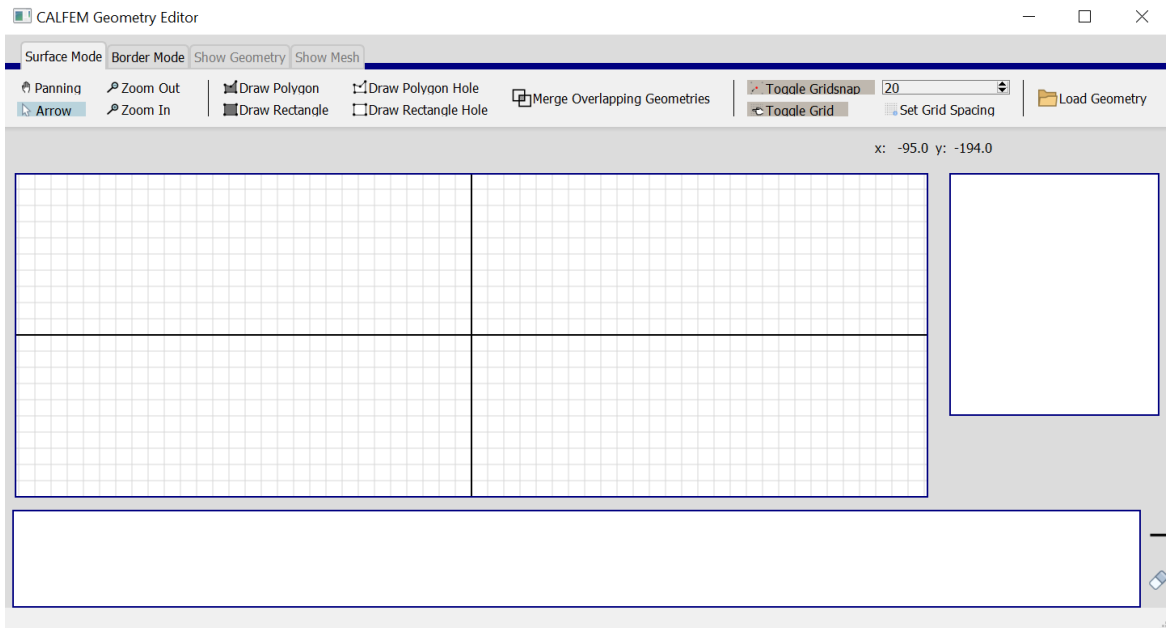 CALFEM Geometry Editor
Surface Mode Border Mode Show Geometry Show Mesh
Panning Zoom Out Draw Polygon Draw Polygon Hole Merge Overlapping Geometries Toggle Gridsnap 20 Load Geometry
Arrow Zoom In Draw Rectangle Draw Rectangle Hole Toggle Grid Set Grid Spacing
x: -95.0 y: -194.0